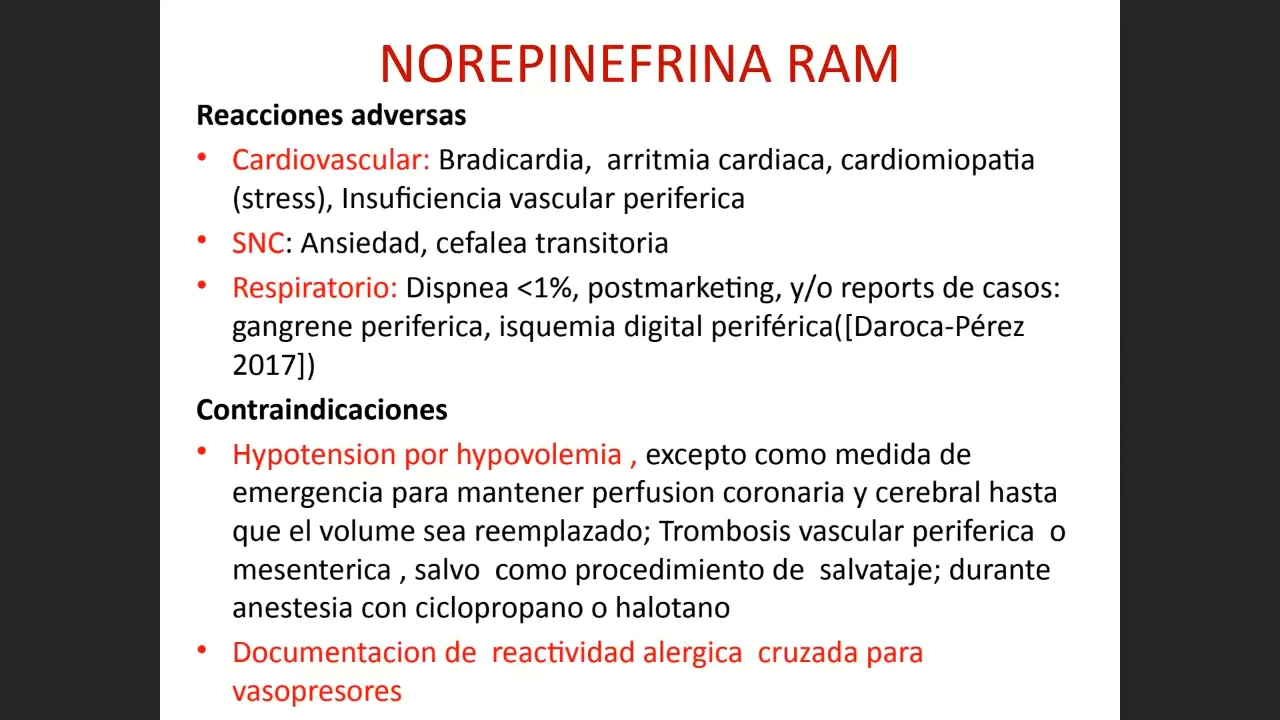 NOREPINEFRINA RAM
Reacciones adversas
• Cardiovascular: Bradicardia, arritmia cardiaca, cardiomiopatia
(stress), Insuficiencia vascular periferica
• SNC: Ansiedad, cefalea transitoria
• Respiratorio: Dispnea <1%, postmarketing, y/o reports de casos:
gangrene periferica, isquemia digital periférica([Daroca-Pérez
2017])
Contraindicaciones
• Hypotension por hypovolemia , excepto como medida de
emergencia para mantener perfusion coronaria y cerebral hasta
que el volume sea reemplazado; Trombosis vascular periferica o
mesenterica , salvo como procedimiento de salvataje; durante
anestesia con ciclopropano o halotano
• Documentacion de reactividad alergica cruzada para
vasopresores